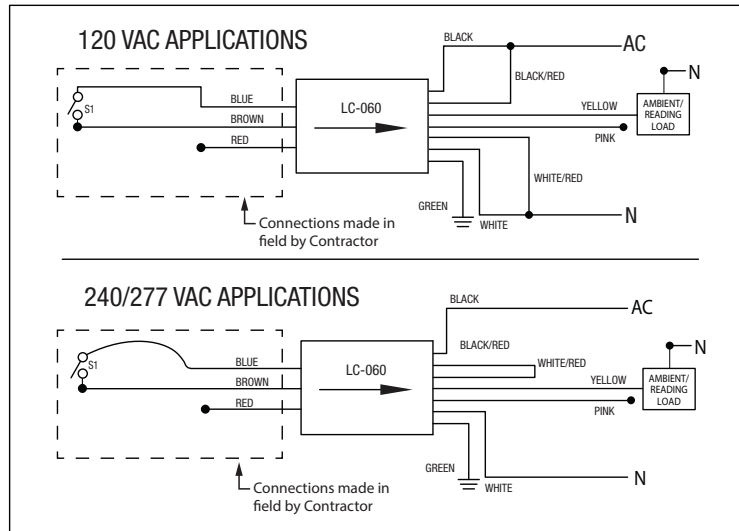 120 VAC APPLICATIONS
BLACK
AC
BLACK/RED
N
S1
BLUE
LC-060
YELLOW
AMBIENT/
READING
LOAD
BROWN
PINK
RED
WHITE/RED
GREEN
WHITE
N
Connections made in
field by Contractor
240/277 VAC APPLICATIONS
BLACK
AC
BLACK/RED
N
S1
BLUE
LC-060
WHITE/RED
YELLOW
AMBIENT/
READING
LOAD
BROWN
PINK
RED
GREEN
WHITE
N
Connections made in
field by Contractor